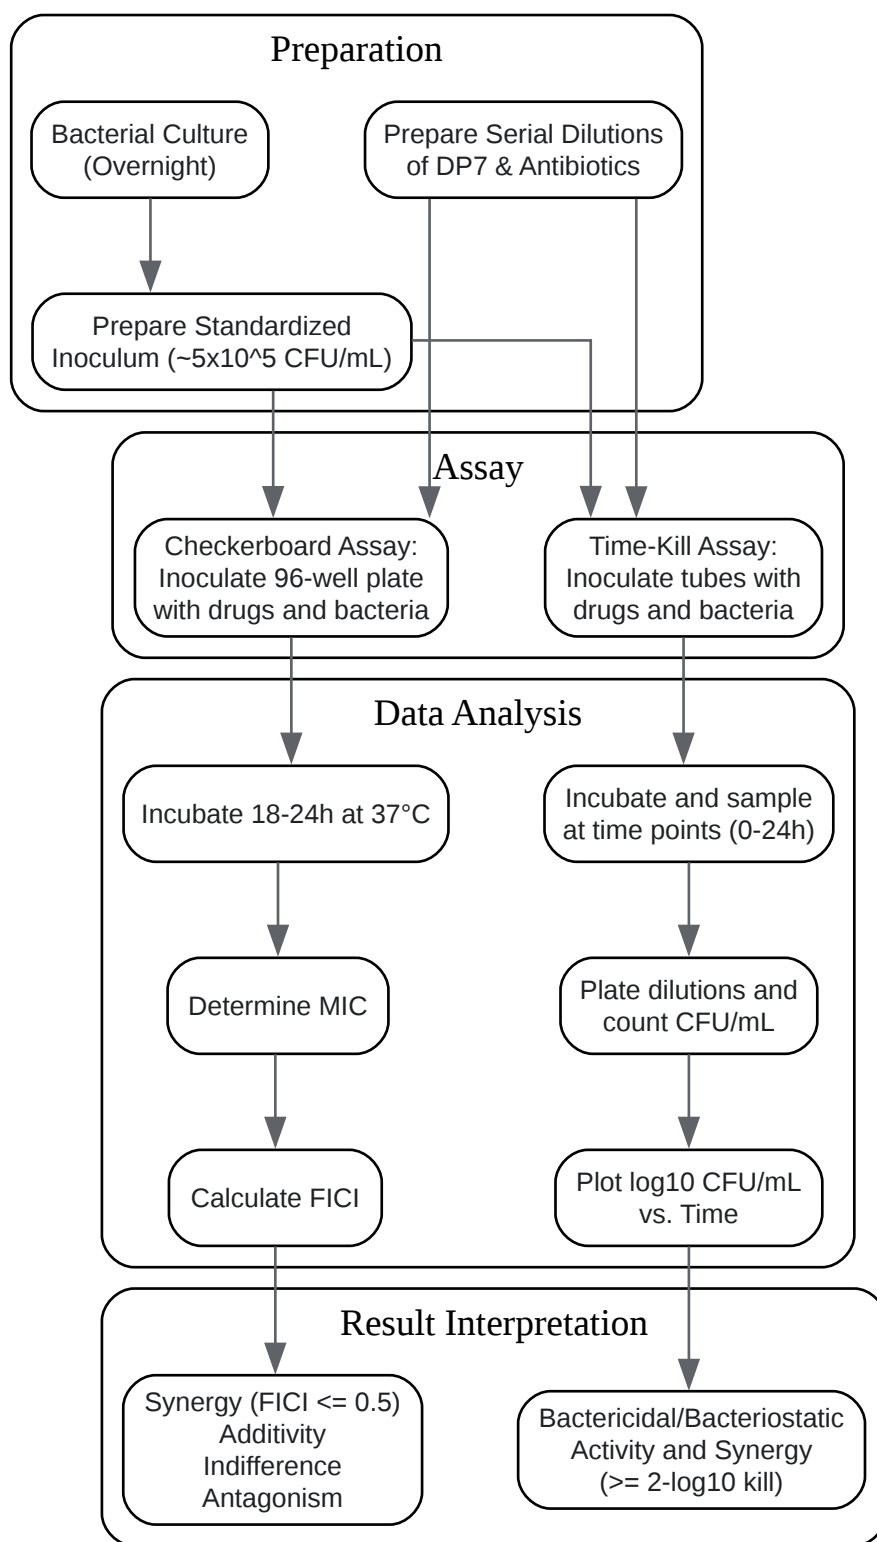 Preparation
Bacterial Culture
(Overnight)
Prepare Serial Dilutions
of DP7 & Antibiotics
Prepare Standardized
Inoculum (~5x10^5 CFU/mL)
Assay
Checkerboard Assay:
Inoculate 96-well plate
with drugs and bacteria
Time-Kill Assay:
Inoculate tubes with
drugs and bacteria
Data Analysis
Incubate 18-24h at 37°C
Incubate and sample
at time points (0-24h)
Determine MIC
Plate dilutions and
count CFU/mL
Calculate FICI
Plot log10 CFU/mL
vs. Time
Result Interpretation
Synergy (FICI <= 0.5)
Additivity
Indifference
Antagonism
Bactericidal/Bacteriostatic
Activity and Synergy
(>= 2-log10 kill)